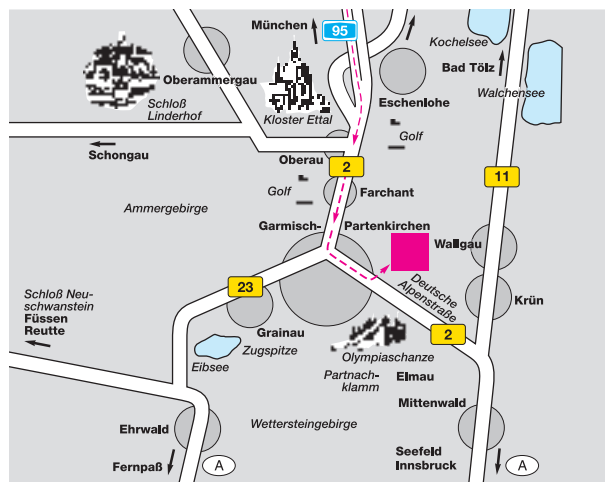 München
95
Kochelsee
Bad Tölz
Oberammergau
Schloß
Linderhof
Kloster Ettal
Eschenlohe
Walchensee
Golf
Schongau
Oberau
2
11
Golf
Farchant
Ammergebirge
Garmisch-
Partenkirchen
Wallgau
Deutsche
Alpenstraße
Schloß Neu-
schwanstein
Füssen
Reutte
23
Krün
Grainau
2
Eibsee
Zugspitze
Olympiaschanze
Partnach-
klamm
Elmau
Mittenwald
Ehrwald
Wettersteingebirge
Fernpaß
A
Seefeld
Innsbruck
A